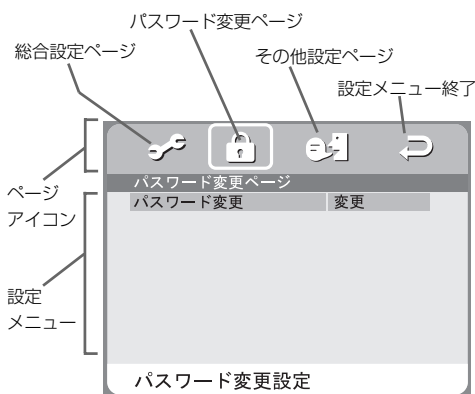 パスワード変更ページ
総合設定ページ
その他設定ページ
設定メニュー終了
ページ
アイコン
パスワード変更ページ
パスワード変更 変更
設定
メニュー
パスワード変更設定